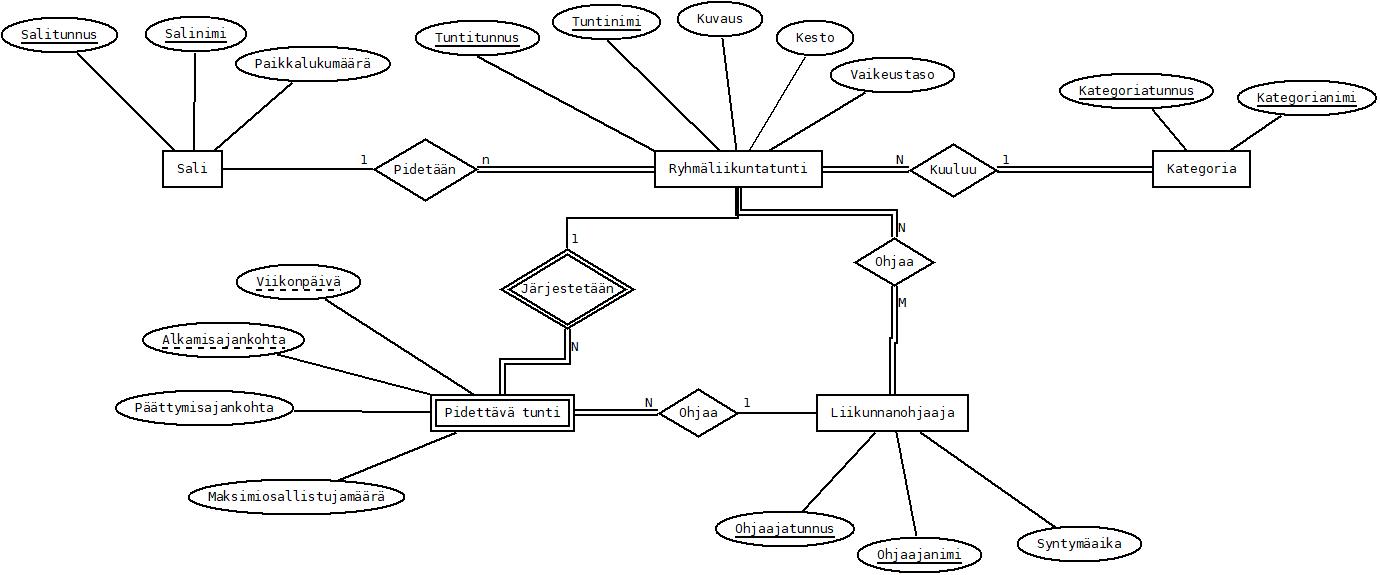 Salitunnus
Salinimi
Paikkalukumäärä
Tuntitunnus
Tuntinimi
Kuvaus
Kesto
Vaikeustaso
Kategoriatunnus
Kategorianimi
Sali
1
Pidetään
n
Ryhmäliikuntatunti
N
Kuuluu
1
Kategoria
1
Järjestetään
N
N
Ohjaa
M
Viikonpäivä
Alkamisajankohta
Päättymisajankohta
Maksimiosallistujamäärä
Pidettävä tunti
N
Ohjaa
1
Liikunnanohjaaja
Ohjaajatunnus
Ohjaajanimi
Syntymäaika